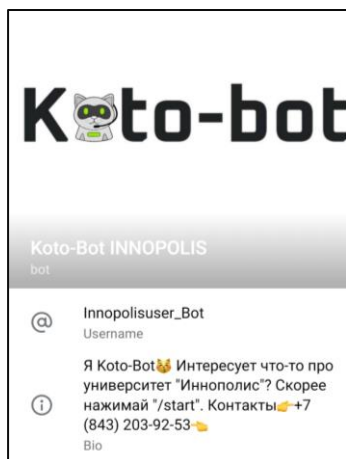 Koto-bot
Koto-Bot INNOPOLIS
bot
@ Innopolisuser_Bot
Username
Я Koto-Bot😽 Интересует что-то про
университет "Иннополис"? Скорее
нажимай "/start". Контакты👉+7
(843) 203-92-53👈
Bio